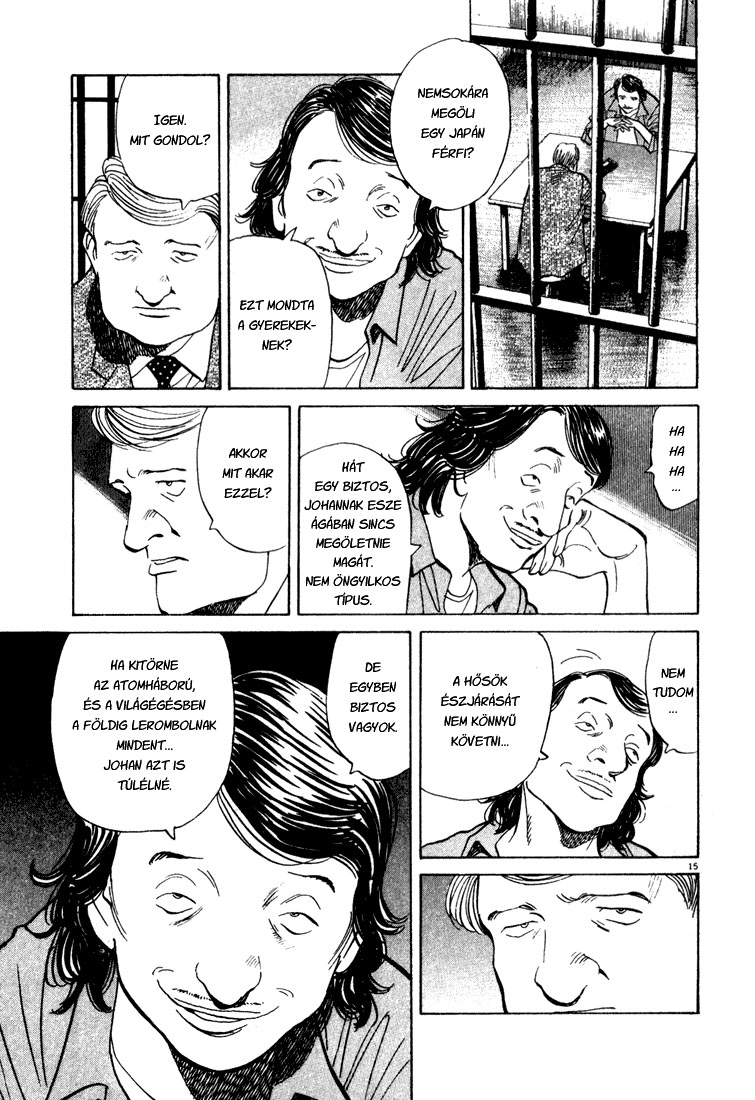 NEMSOKÁRA
MEGÖLI
EGY JAPÁN
FÉRFI?
EZT MONDTA
A GYEREKEK-
NEK?
IGEN.
MIT GONDOL?
HA
HA
HA
...
HÁT
EGY BIZTOS,
JOHANNAK ESZE
ÁGÁBAN SINCS
MEGÖLETNIE
MAGÁT.
NEM ÖNGYILKOS
TÍPUS.
AKKOR
MIT AKAR
EZZEL?
NEM
TUDOM
...
A HŐSÖK
ÉSZJÁRÁSÁT
NEM KÖNNYŰ
KÖVETNI...
15
DE
EGYBEN
BIZTOS
VAGYOK.
HA KITÖRNE
AZ ATOMHÁBORÚ,
ÉS A VILÁGÉGÉSBEN
A FÖLDIG LEROMBOLNAK
MINDENT...
JOHAN AZT IS
TÚLÉLNÉ.